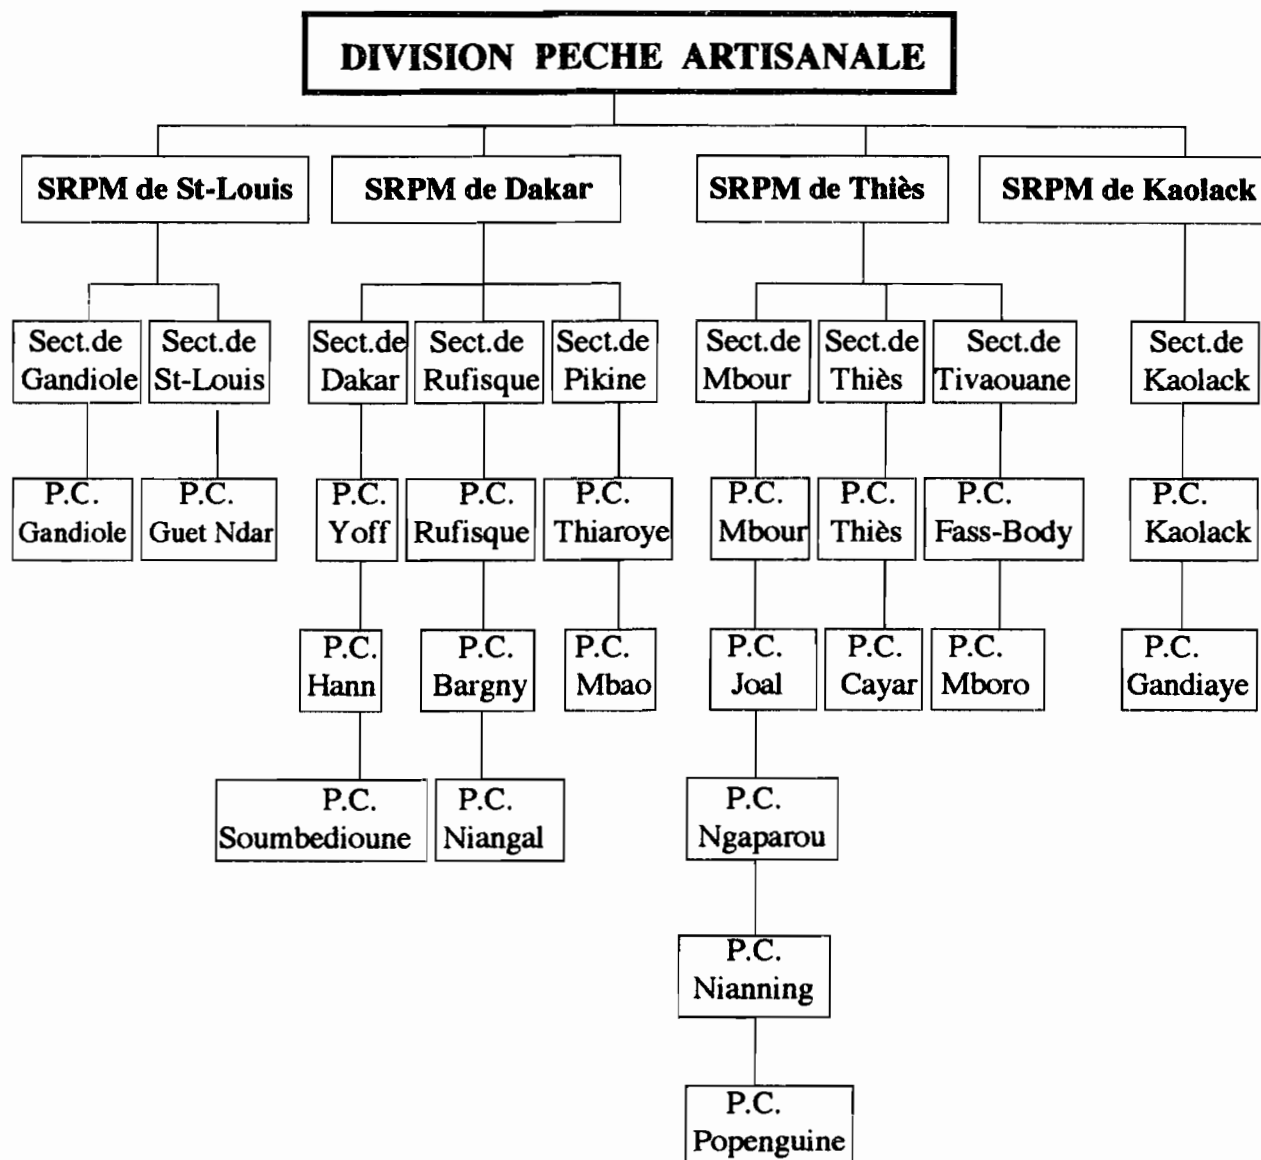 DIVISION PECHE ARTISANALE
SRPM de St-Louis
SRPM de Dakar
SRPM de Thiès
SRPM de Kaolack
Sect.de
Gandiole
Sect.de
St-Louis
Sect.de
Dakar
Sect.de
Rufisque
Sect.de
Pikine
Sect.de
Mbour
Sect.de
Thiès
Sect.de
Tivaouane
Sect.de
Kaolack
P.C.
Gandiole
P.C.
Guet Ndar
P.C.
Yoff
P.C.
Rufisque
P.C.
Thiaroye
P.C.
Mbour
P.C.
Thiès
P.C.
Fass-Body
P.C.
Kaolack
P.C.
Hann
P.C.
Bargny
P.C.
Mbao
P.C.
Joal
P.C.
Cayar
P.C.
Mboro
P.C.
Gandiaye
P.C.
Soumbedioune
P.C.
Niangal
P.C.
Ngaparou
P.C.
Nianning
P.C.
Popenguine